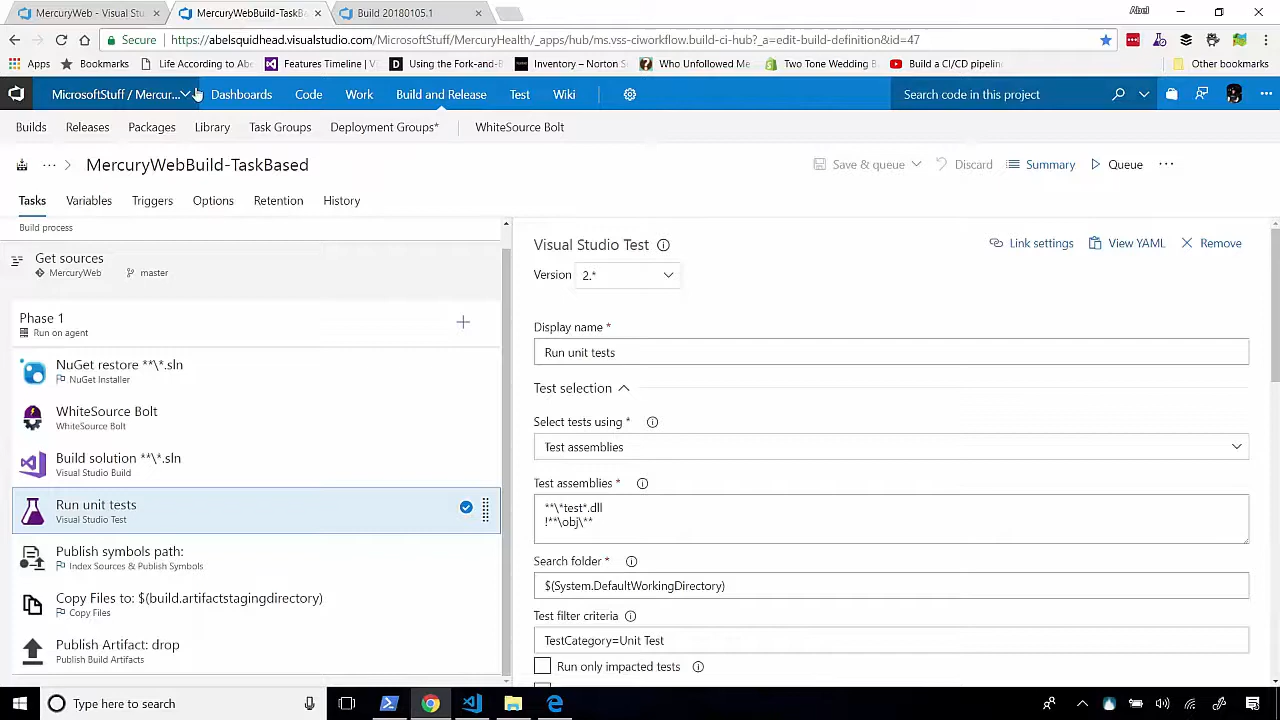 MercuryWeb - Visual Stu
MercuryWebBuild-TaskBas
Build 20180105.1
Abel
Secure
https://abelsquidhead.visualstudio.com/MicrosoftStuff/MercuryHealth/_apps/hub/ms.vss-ciworkflow.build-ci-hub?_a=edit-build-definition&id=47
Apps
Bookmarks
Life According to Abe
Features Timeline | V
Using the Fork-and-B
Inventory – Norton S
Who Unfollowed Me
Two Tone Wedding B
Build a CI/CD pipelin
Other bookmarks
MicrosoftStuff / Mercur...
Dashboards
Code
Work
Build and Release
Test
Wiki
Search code in this project
Builds
Releases
Packages
Library
Task Groups
Deployment Groups*
WhiteSource Bolt
MercuryWebBuild-TaskBased
Save & queue
Discard
Summary
Queue
Tasks
Variables
Triggers
Options
Retention
History
Build process
Get sources
MercuryWeb
master
Phase 1
Run on agent
NuGet restore **\*.sln
NuGet Installer
WhiteSource Bolt
WhiteSource Bolt
Build solution **\*.sln
Visual Studio Build
Run unit tests
Visual Studio Test
Publish symbols path:
Index Sources & Publish Symbols
Copy Files to: $(build.artifactstagingdirectory)
Copy Files
Publish Artifact: drop
Publish Build Artifacts
Visual Studio Test
Link settings
View YAML
Remove
Version
2.*
Display name *
Run unit tests
Test selection
Select tests using *
Test assemblies
Test assemblies *
**\*test*.dll
!**\obj\**
Search folder *
$(System.DefaultWorkingDirectory)
Test filter criteria
TestCategory=Unit Test
Run only impacted tests
Type here to search